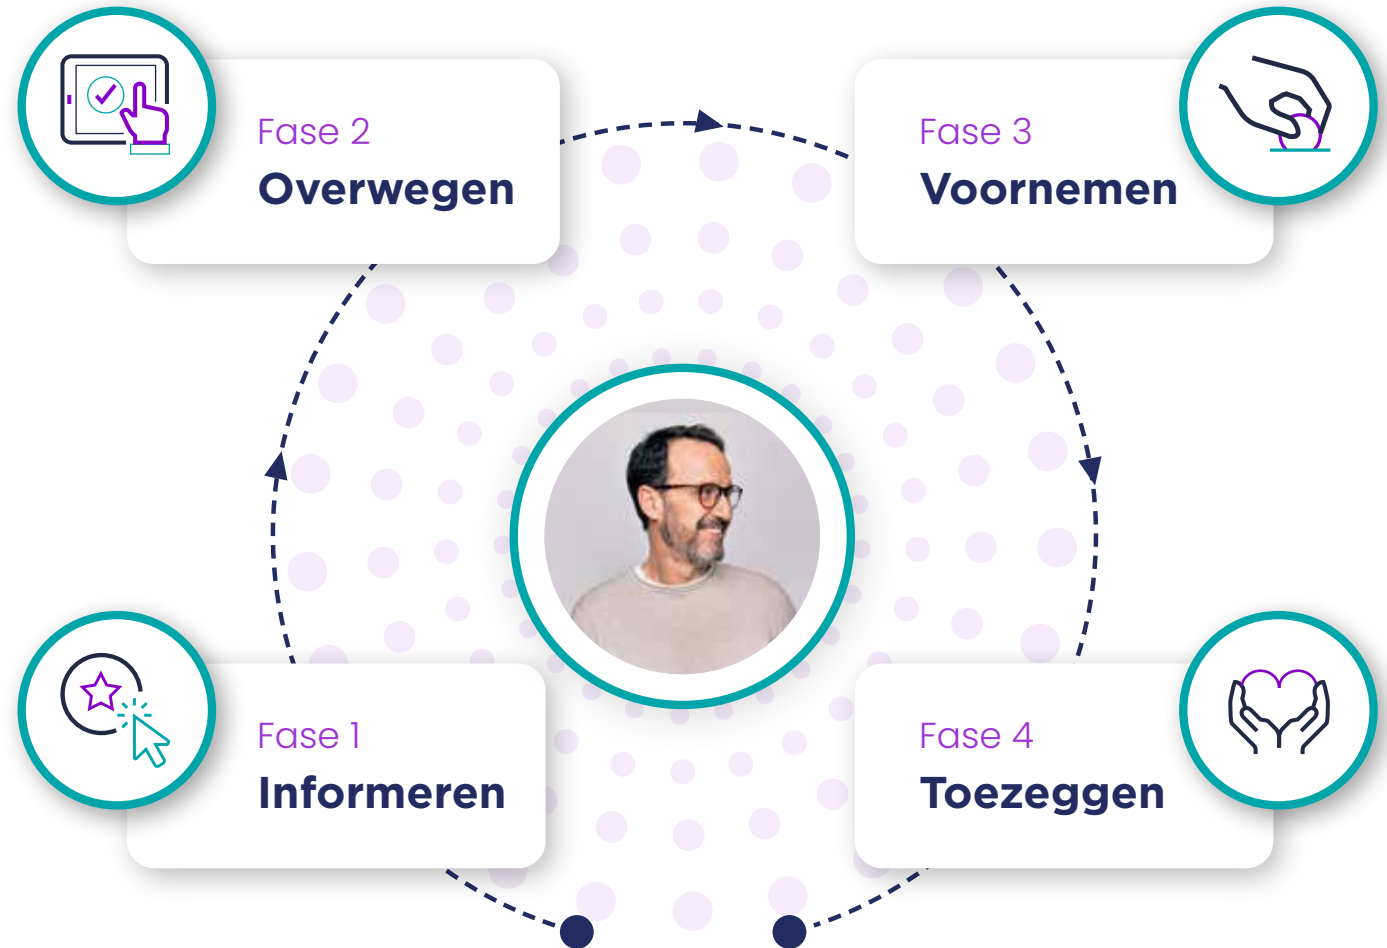 Fase 2
Overwegen
Fase 3
Voornemen
Fase 1
Informeren
Fase 4
Toezeggen